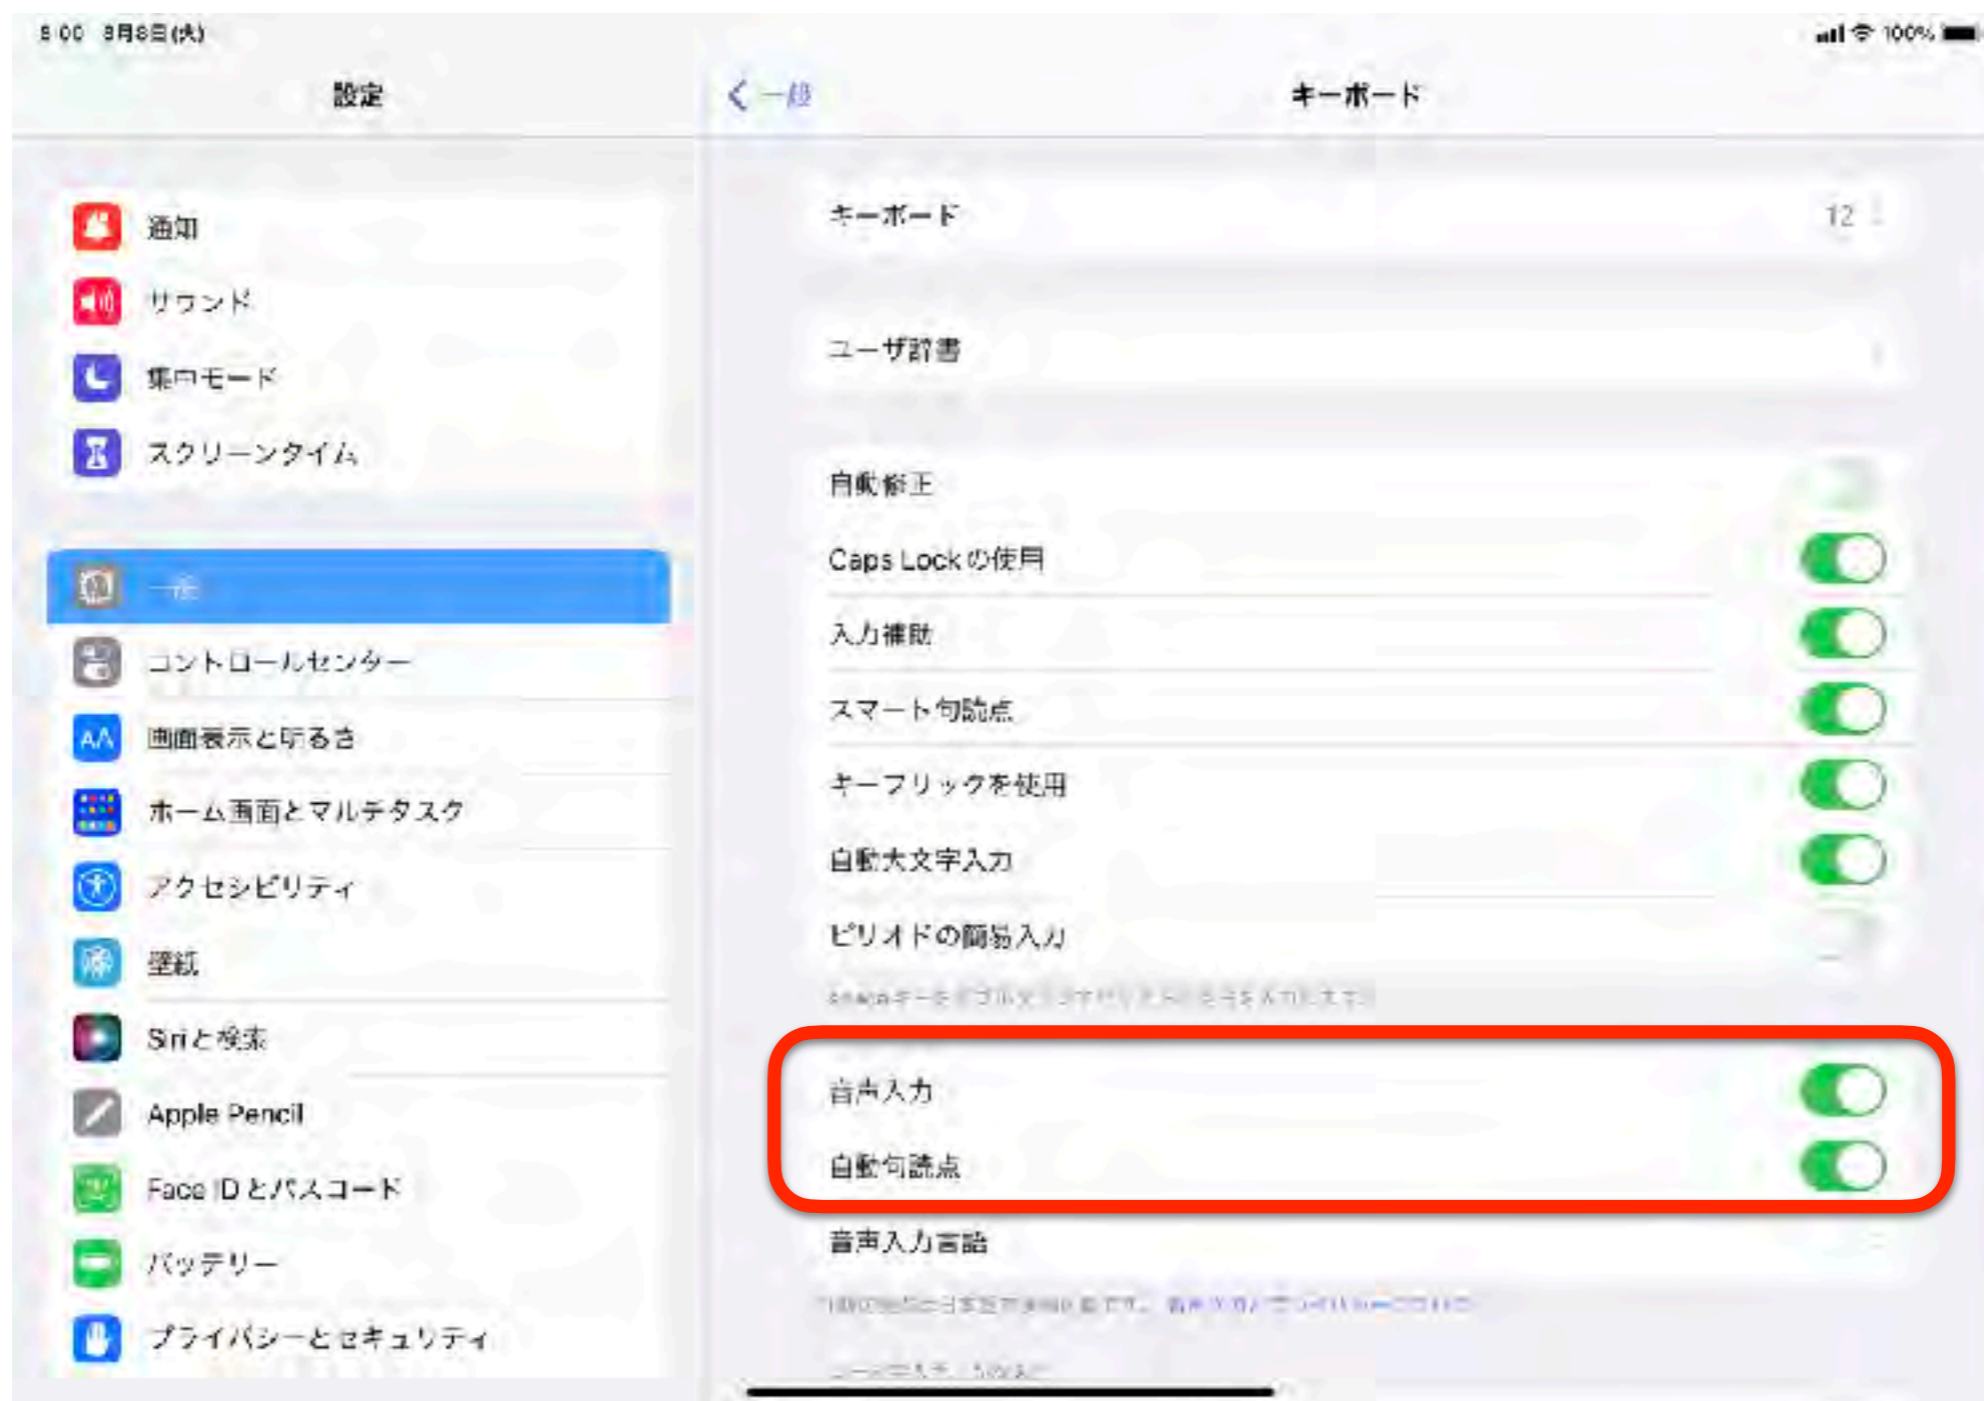 8月8日(火)
100%
設定
通知
サウンド
集中モード
スクリーンタイム
一般
コントロールセンター
画面表示と明るさ
ホーム画面とマルチタスク
アクセシビリティ
壁紙
Siriと検索
Apple Pencil
Face IDとパスコード
バッテリー
プライバシーとセキュリティ
一般
キーボード
キーボード 12
ユーザ辞書
自動修正
Caps Lockの使用
入力補助
スマート句読点
キーフリックを使用
自動大文字入力
ピリオドの簡易入力
音声入力
自動句読点
音声入力言語